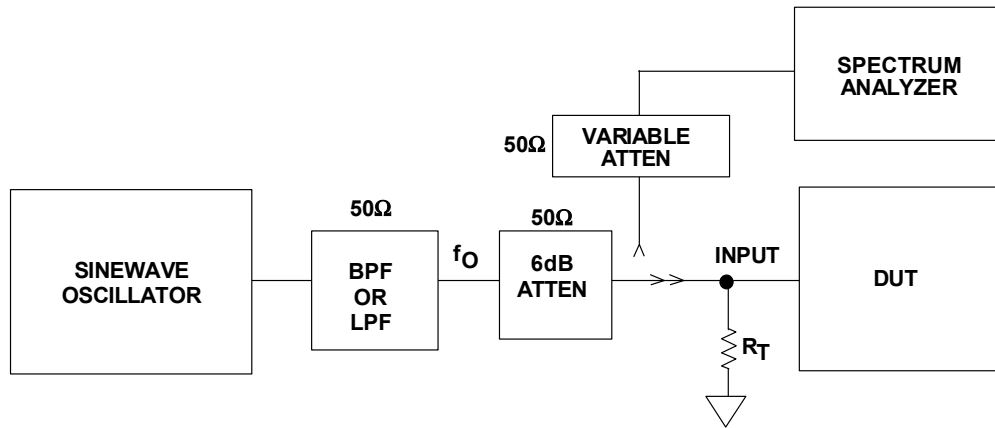 SPECTRUM
ANALYZER
50Ω
VARIABLE
ATTEN
SINEWAVE
OSCILLATOR
50Ω
BPF
OR
LPF
fO
50Ω
6dB
ATTEN
INPUT
RT
DUT